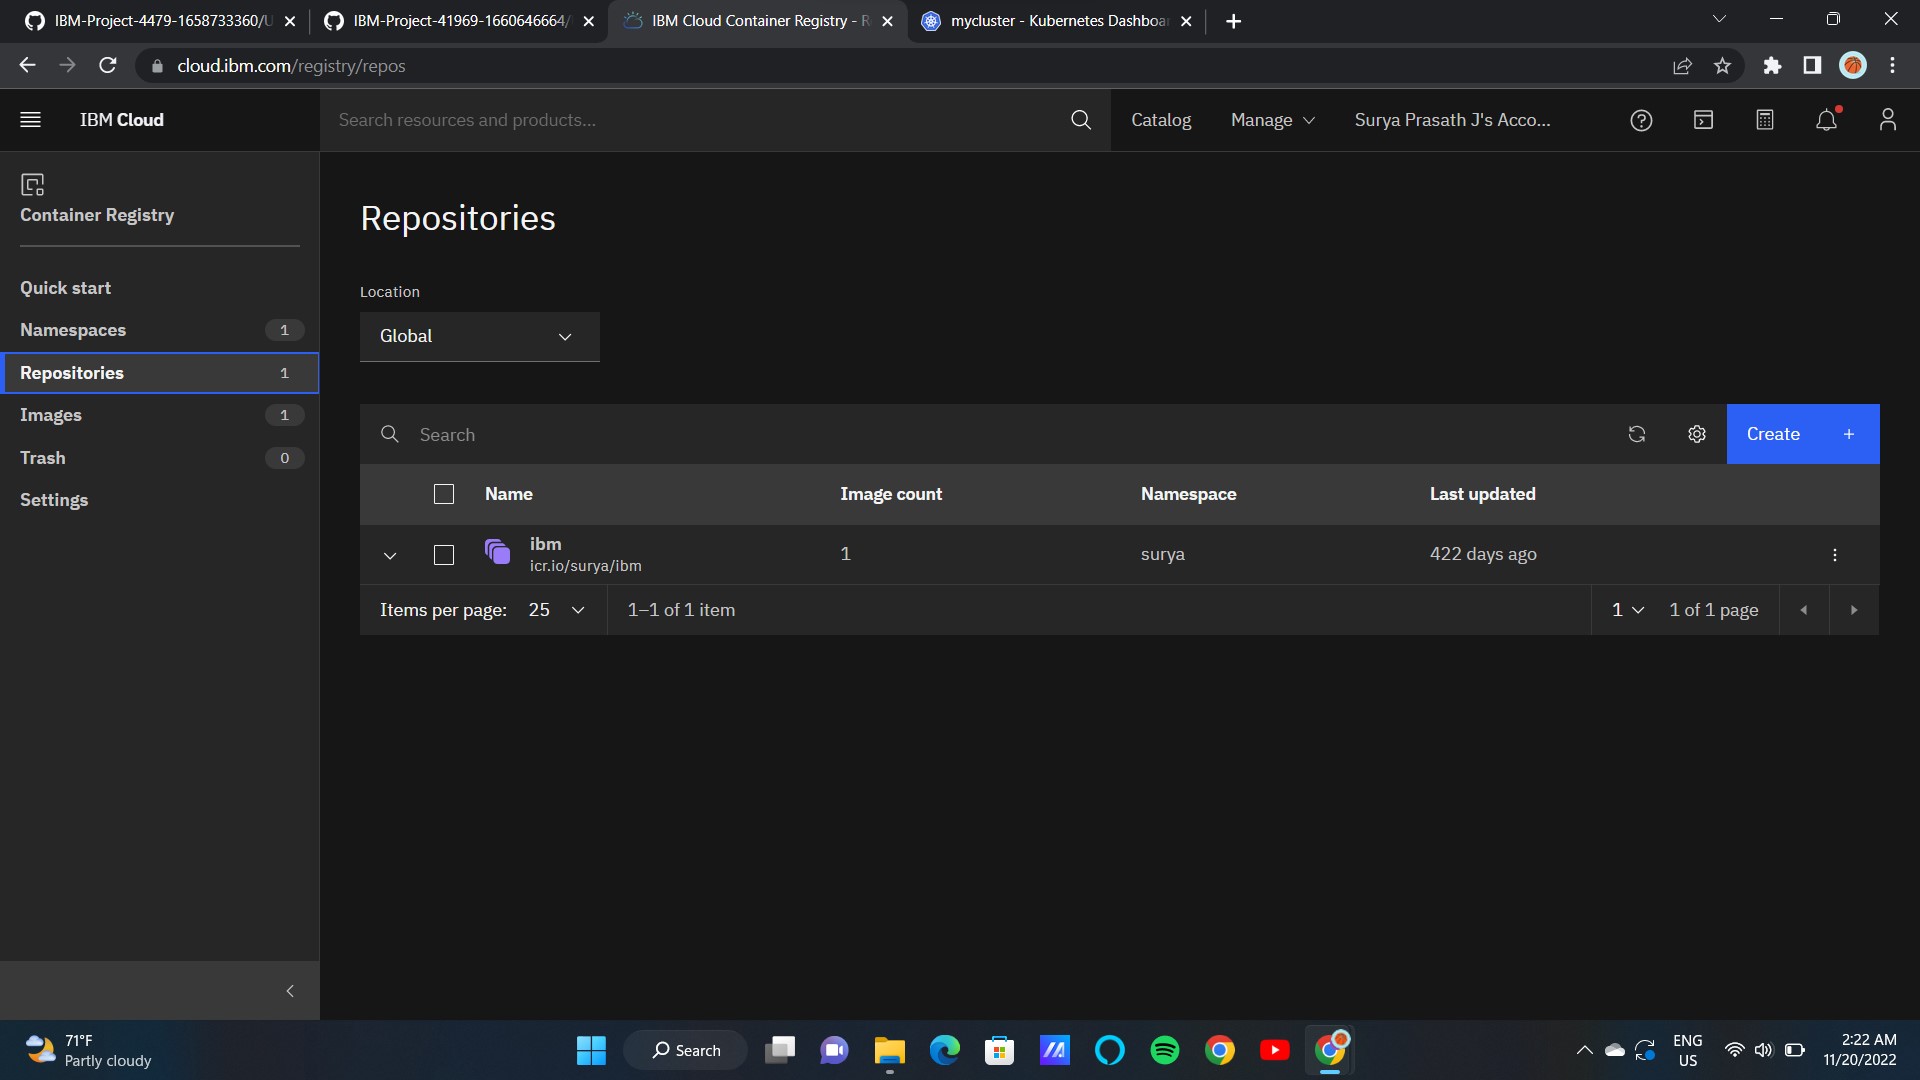 IBM-Project-4479-1658733360/U
IBM-Project-41969-1660646664/
IBM Cloud Container Registry - R
mycluster - Kubernetes Dashboar
cloud.ibm.com/registry/repos
IBM Cloud
Search resources and products...
Catalog
Manage
Surya Prasath J's Acco...
Container Registry
Quick start
Namespaces 1
Repositories 1
Images 1
Trash 0
Settings
Repositories
Location
Global
Search
Create +
Name Image count Namespace Last updated
ibm
icr.io/surya/ibm
1 surya 422 days ago
Items per page: 25 1–1 of 1 item 1 1 of 1 page
71°F
Partly cloudy
Search
ENG
US
2:22 AM
11/20/2022